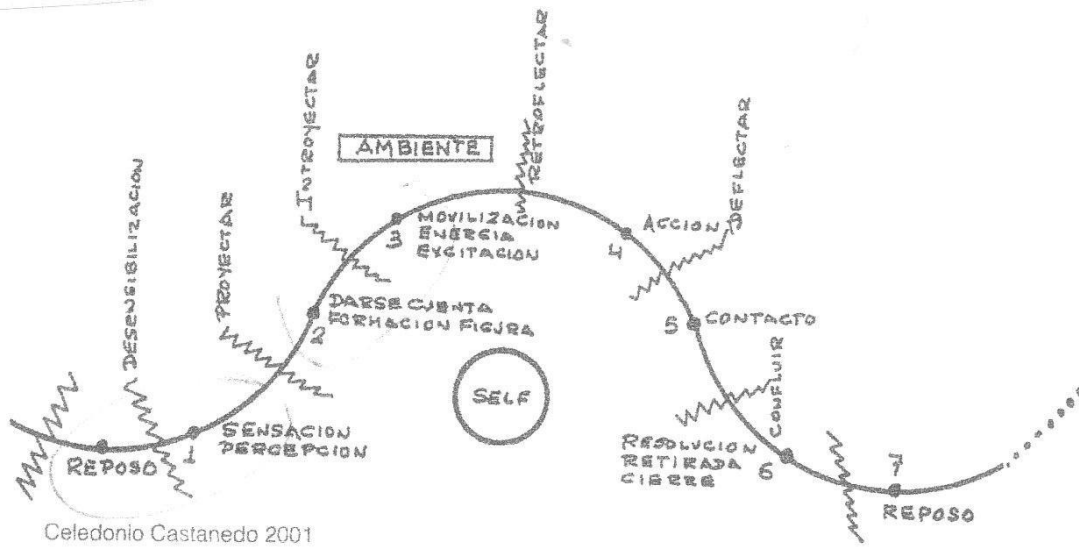 DESENSIBILIZACION
PROYECTAR
INTROYECTAR
AMBIENTE
RETROFLECTAR
DEFLECTAR
3
MOVILIZACION
ENERGIA
EXCITACION
4
ACCION
2
DARSE CUENTA
FORMACION FIGURA
5
CONTACTO
SELF
CONFLUIR
REPOSO
1
SENSACION
PERCEPCION
RESOLUCION
RETIRADA
CIERRE
6
7
REPOSO
Celedonio Castanedo 2001